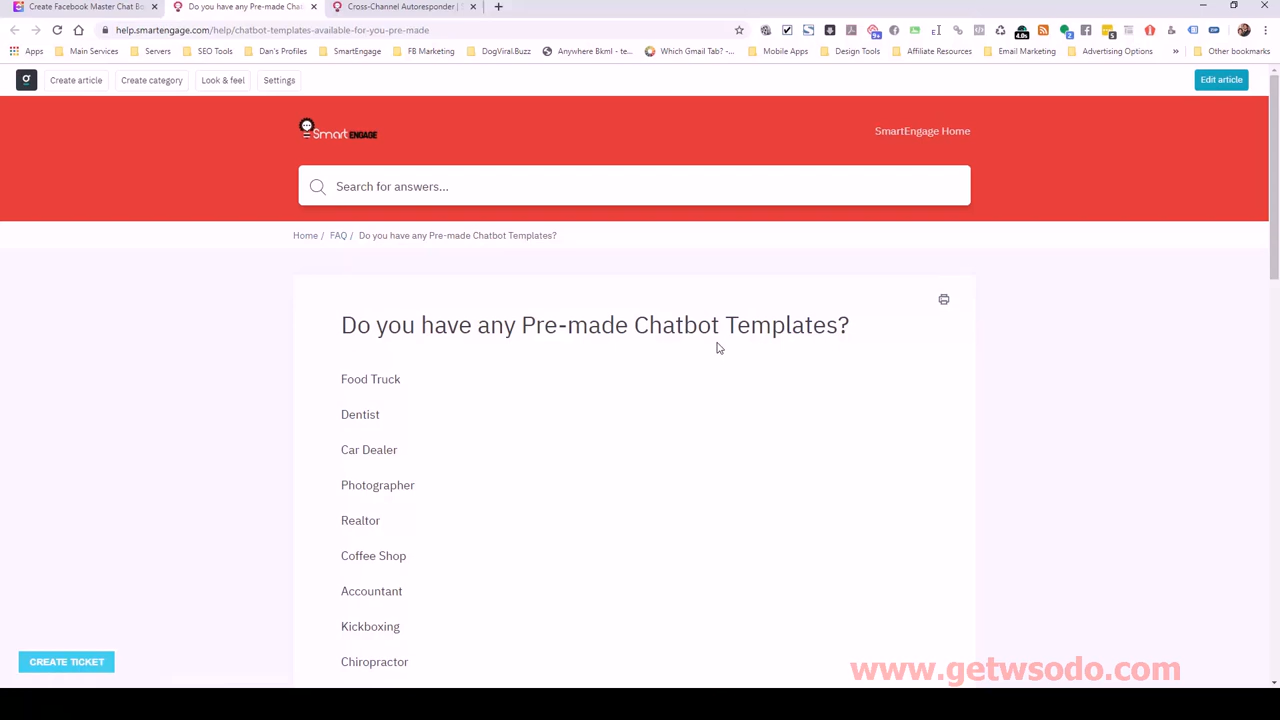 Create Facebook Master Chat Bo
Do you have any Pre-made Chat
Cross-Channel Autoresponder |
help.smartengage.com/help/chatbot-templates-available-for-you-pre-made
Apps
Main Services
Servers
SEO Tools
Dan's Profiles
SmartEngage
FB Marketing
DogViral.Buzz
Anywhere Bkml - te...
Which Gmail Tab? -...
Mobile Apps
Design Tools
Affiliate Resources
Email Marketing
Advertising Options
»
Other bookmarks
Create article
Create category
Look & feel
Settings
Edit article
Smart ENGAGE
SmartEngage Home
Search for answers...
Home / FAQ / Do you have any Pre-made Chatbot Templates?
Do you have any Pre-made Chatbot Templates?
Food Truck
Dentist
Car Dealer
Photographer
Realtor
Coffee Shop
Accountant
Kickboxing
Chiropractor
CREATE TICKET
www.getwsodo.com